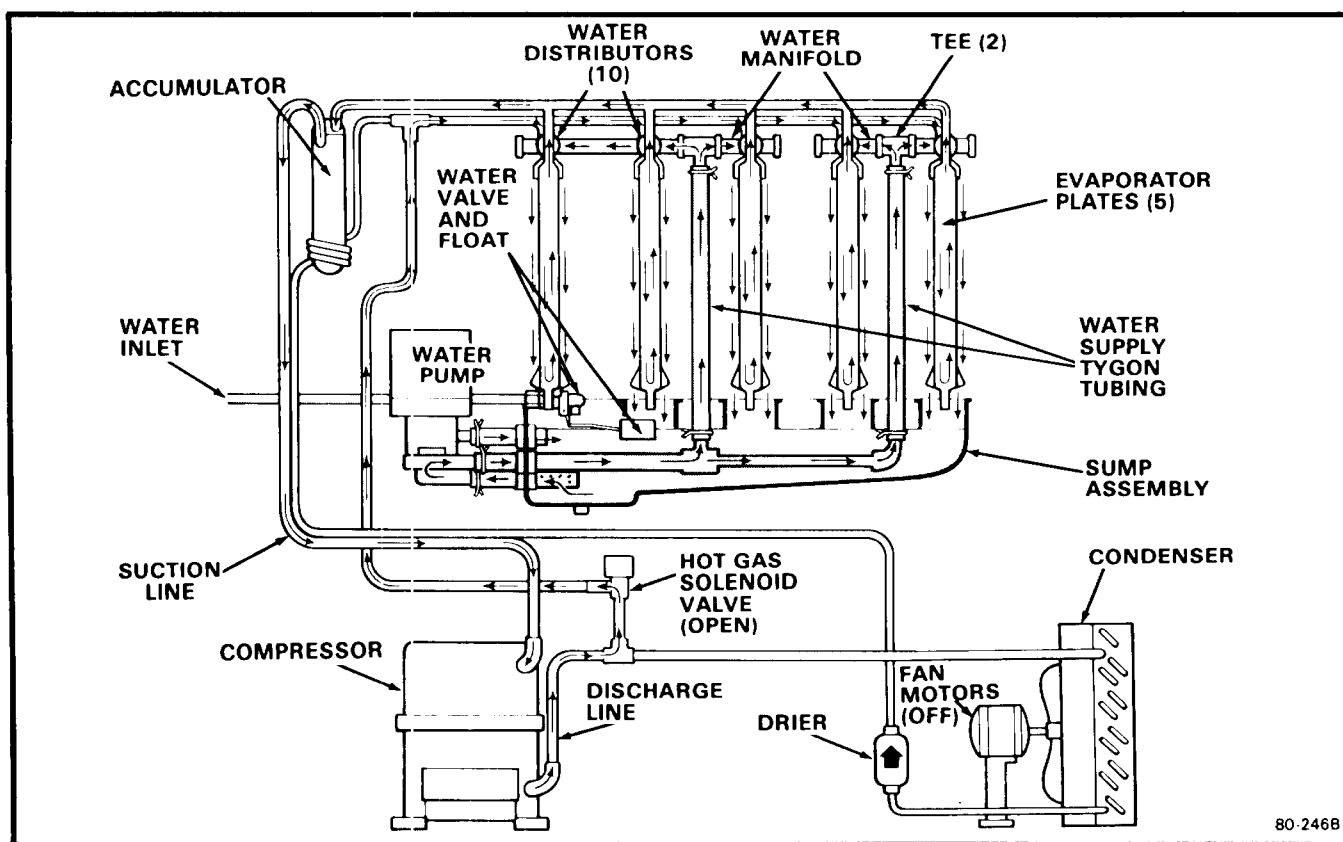 WATER
DISTRIBUTORS
(10)
WATER
MANIFOLD
TEE (2)
ACCUMULATOR
WATER
VALVE
AND
FLOAT
EVAPORATOR
PLATES (5)
WATER
INLET
WATER
PUMP
WATER
SUPPLY
TYGON
TUBING
SUMP
ASSEMBLY
SUCTION
LINE
HOT GAS
SOLENOID
VALVE
(OPEN)
CONDENSER
COMPRESSOR
DISCHARGE
LINE
FAN
MOTORS
(OFF)
DRIER
80-246B